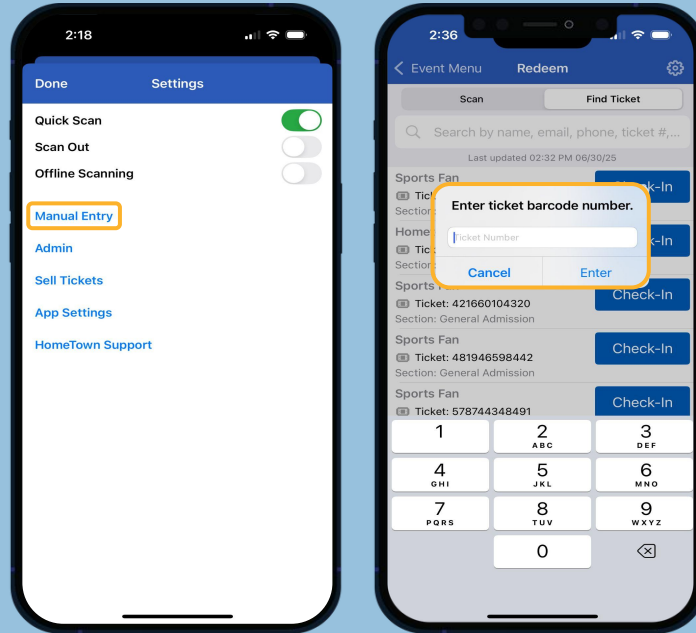 2:18
Done Settings
Quick Scan
Scan Out
Offline Scanning
Manual Entry
Admin
Sell Tickets
App Settings
HomeTown Support
2:36
Event Menu Redeem
Scan Find Ticket
Search by name, email, phone, ticket #,...
Last updated 02:32 PM 06/30/25
Sports Fan
Section
Home
Section
Enter ticket barcode number.
Ticket Number
Cancel Enter
Sports
Ticket: 421660104320 Check-In
Section: General Admission
Sports Fan
Ticket: 481946598442 Check-In
Section: General Admission
Sports Fan
Ticket: 578744348491 Check-In
1 2 3
ABC DEF
4 5 6
GHI JKL MNO
7 8 9
PQRS TUV WXYZ
0